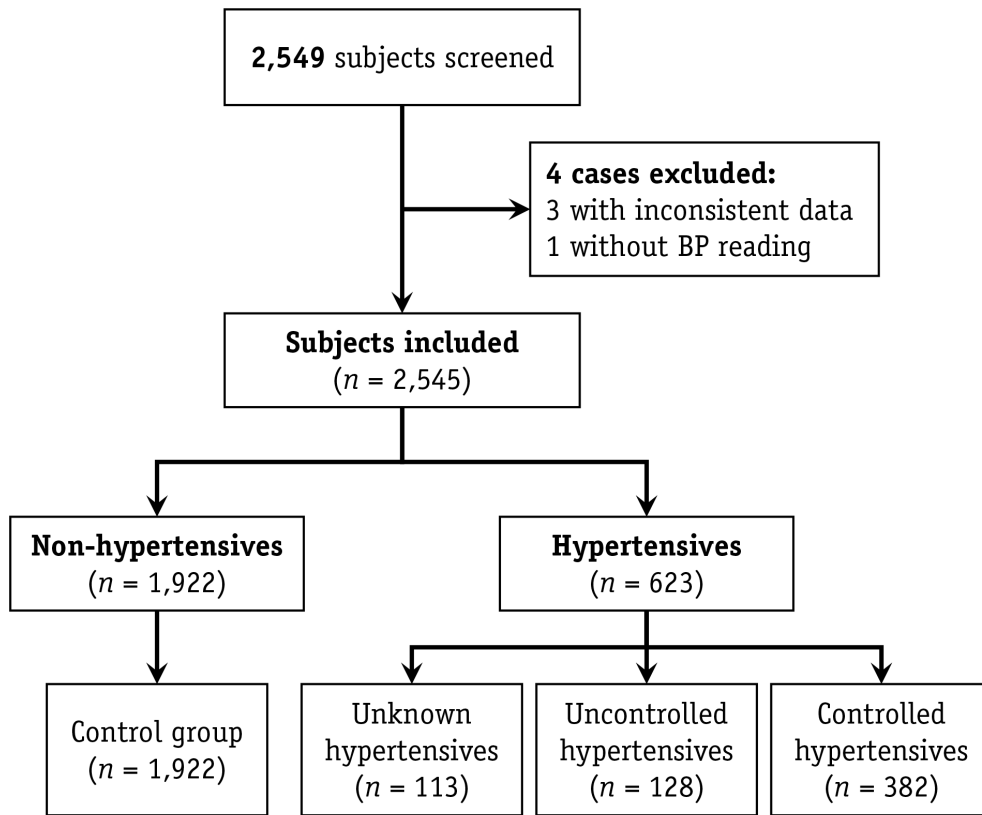 2,549 subjects screened
4 cases excluded:
3 with inconsistent data
1 without BP reading
Subjects included
(n = 2,545)
Non-hypertensives
(n = 1,922)
Hypertensives
(n = 623)
Control group
(n = 1,922)
Unknown
hypertensives
(n = 113)
Uncontrolled
hypertensives
(n = 128)
Controlled
hypertensives
(n = 382)